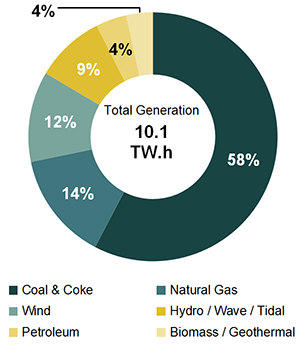 4%
4%
9%
12%
14%
58%
Total Generation
10.1
TW.h
Coal & Coke
Natural Gas
Wind
Hydro / Wave / Tidal
Petroleum
Biomass / Geothermal